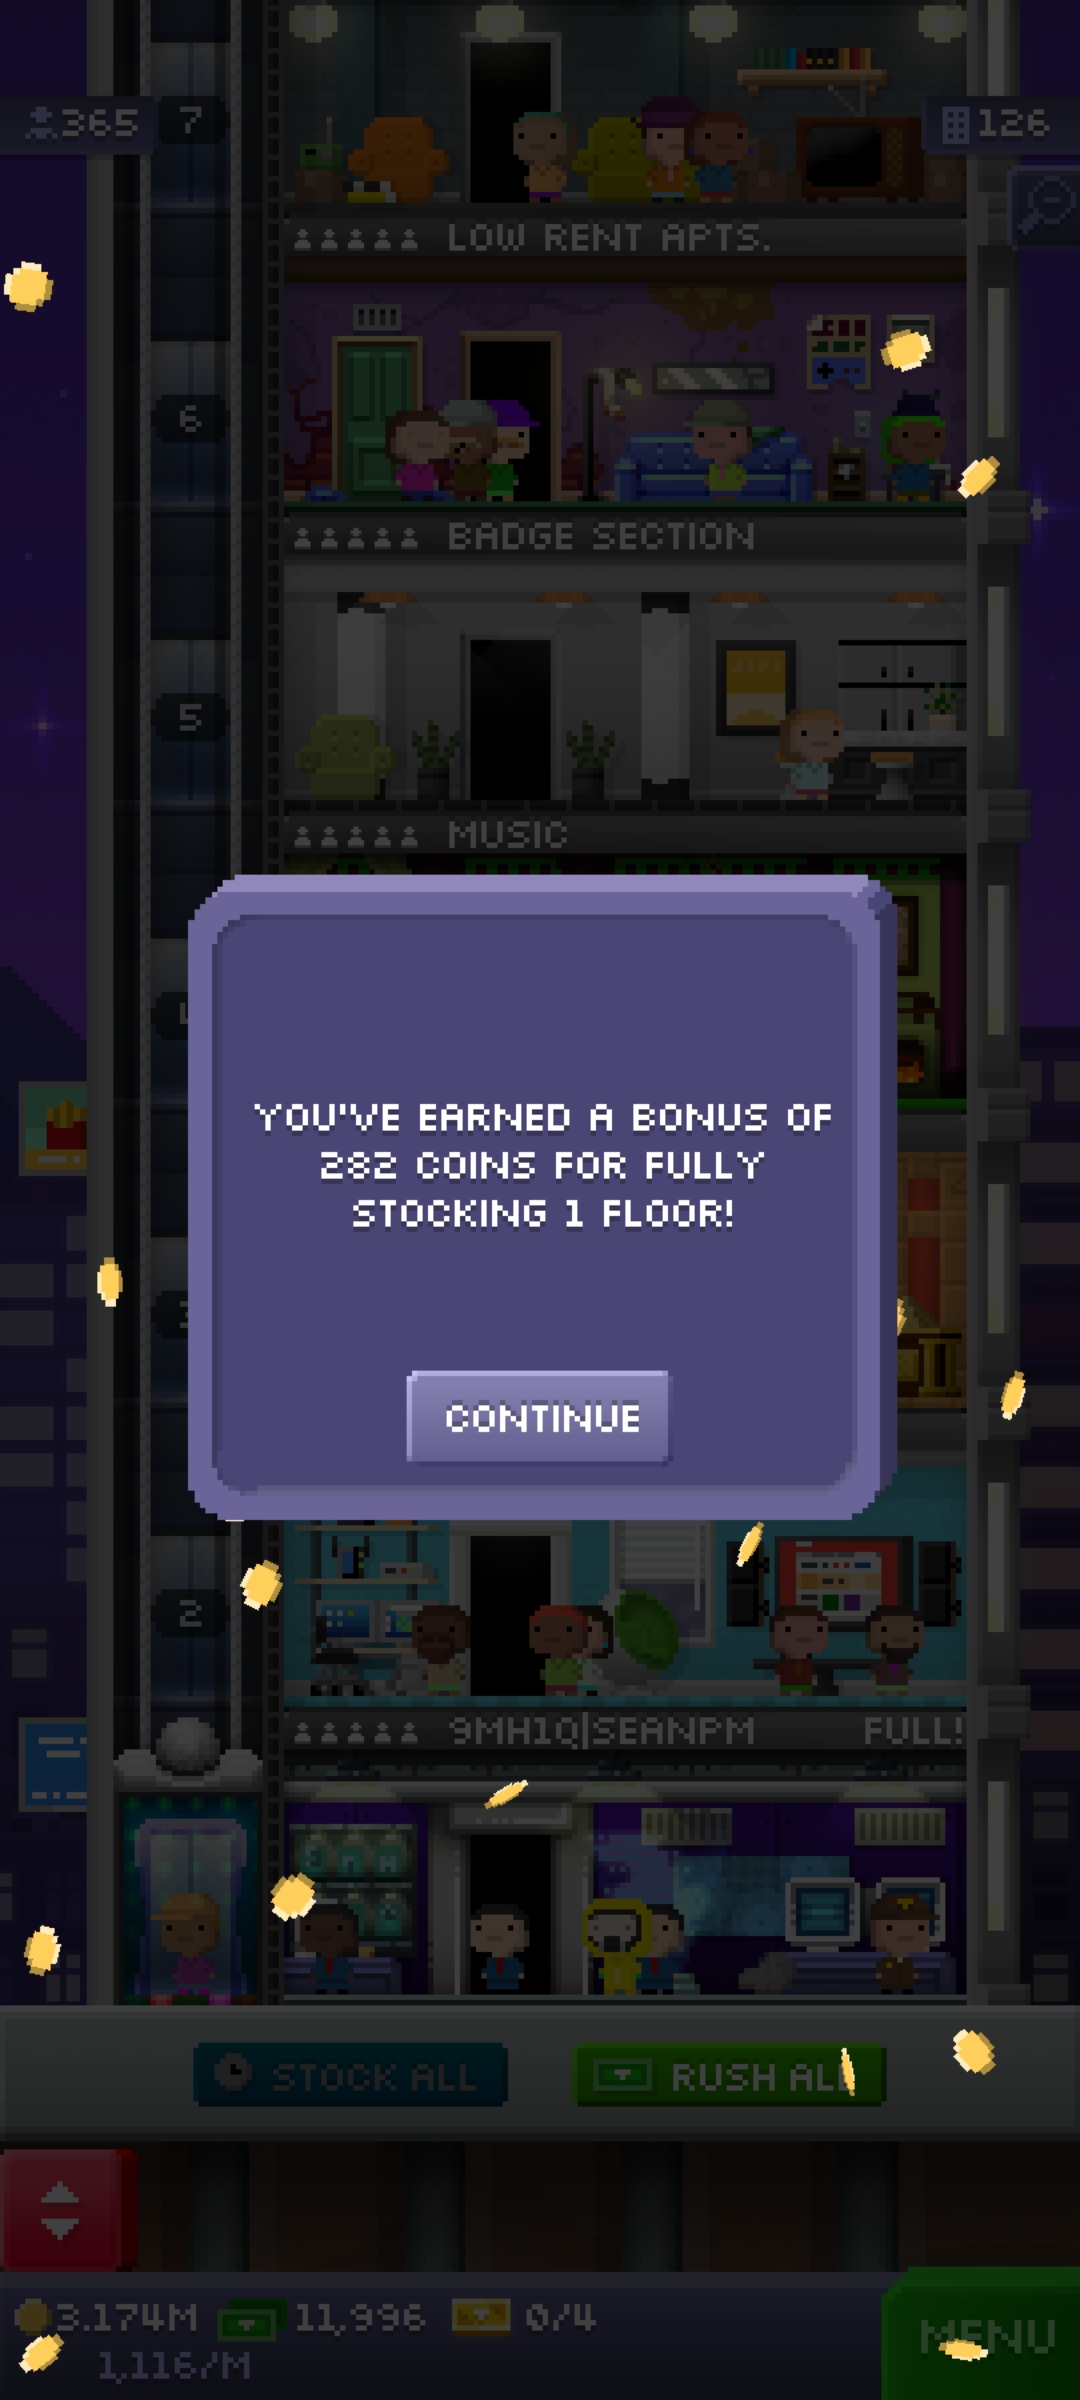 365
7
126
LOW RENT APTS.
6
BADGE SECTION
5
MUSIC
YOU'VE EARNED A BONUS OF
282 COINS FOR FULLY
STOCKING 1 FLOOR!
CONTINUE
2
9MH1Q|SEANPM
FULL!
STOCK ALL
RUSH ALL
3.174M
11,996
0/4
MENU
1,116/M